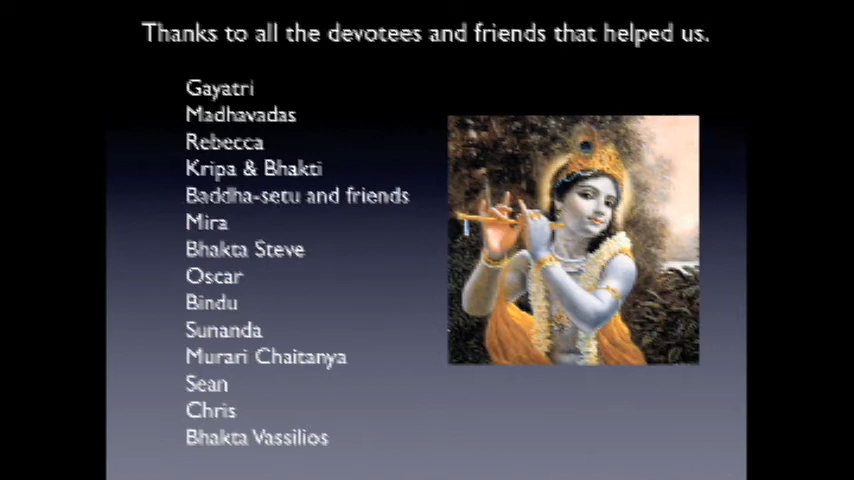 Thanks to all the devotees and friends that helped us.
Gayatri
Madhavadas
Rebecca
Kripa & Bhakti
Baddha-setu and friends
Mira
Bhakta Steve
Oscar
Bindu
Sunanda
Murari Chaitanya
Sean
Chris
Bhakta Vassilios